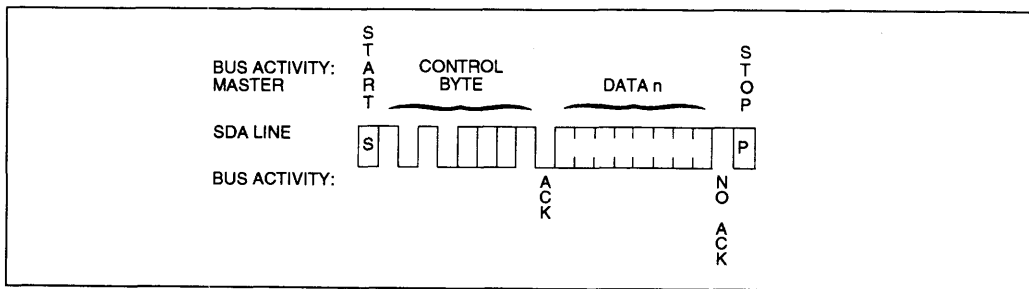 START
BUS ACTIVITY:
MASTER
CONTROL
BYTE
DATA n
STOP
SDA LINE
S
P
BUS ACTIVITY:
ACK
NO ACK